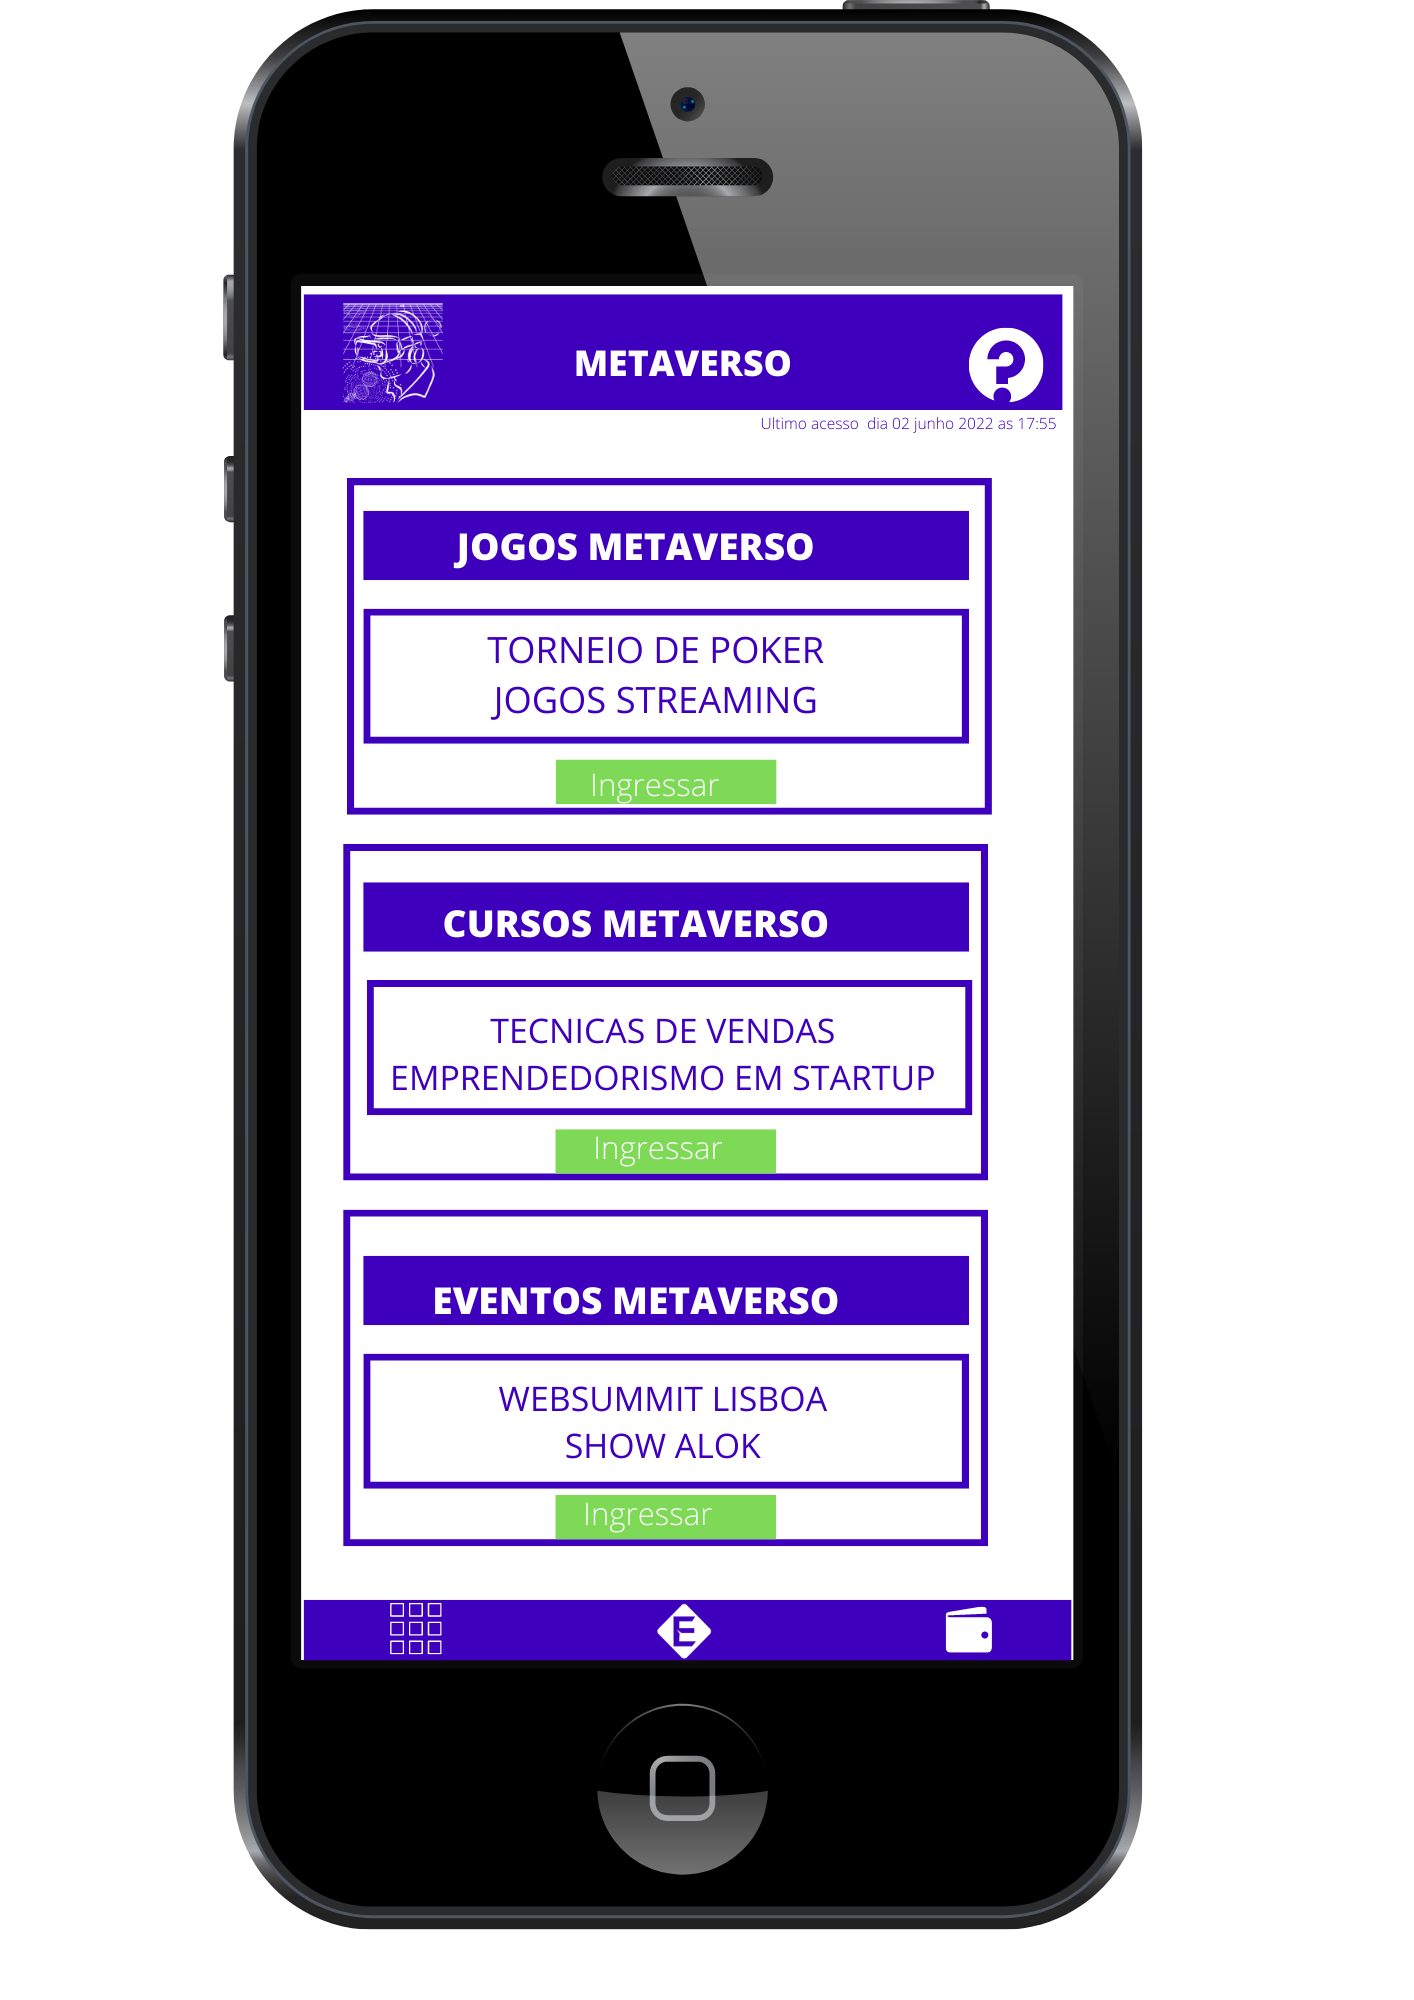 METAVERSO
Ultimo acesso dia 02 junho 2022 as 17:55
JOGOS METAVERSO
TORNEIO DE POKER
JOGOS STREAMING
Ingressar
CURSOS METAVERSO
TECNICAS DE VENDAS
EMPRENDEDORISMO EM STARTUP
Ingressar
EVENTOS METAVERSO
WEBSUMMIT LISBOA
SHOW ALOK
Ingressar
E